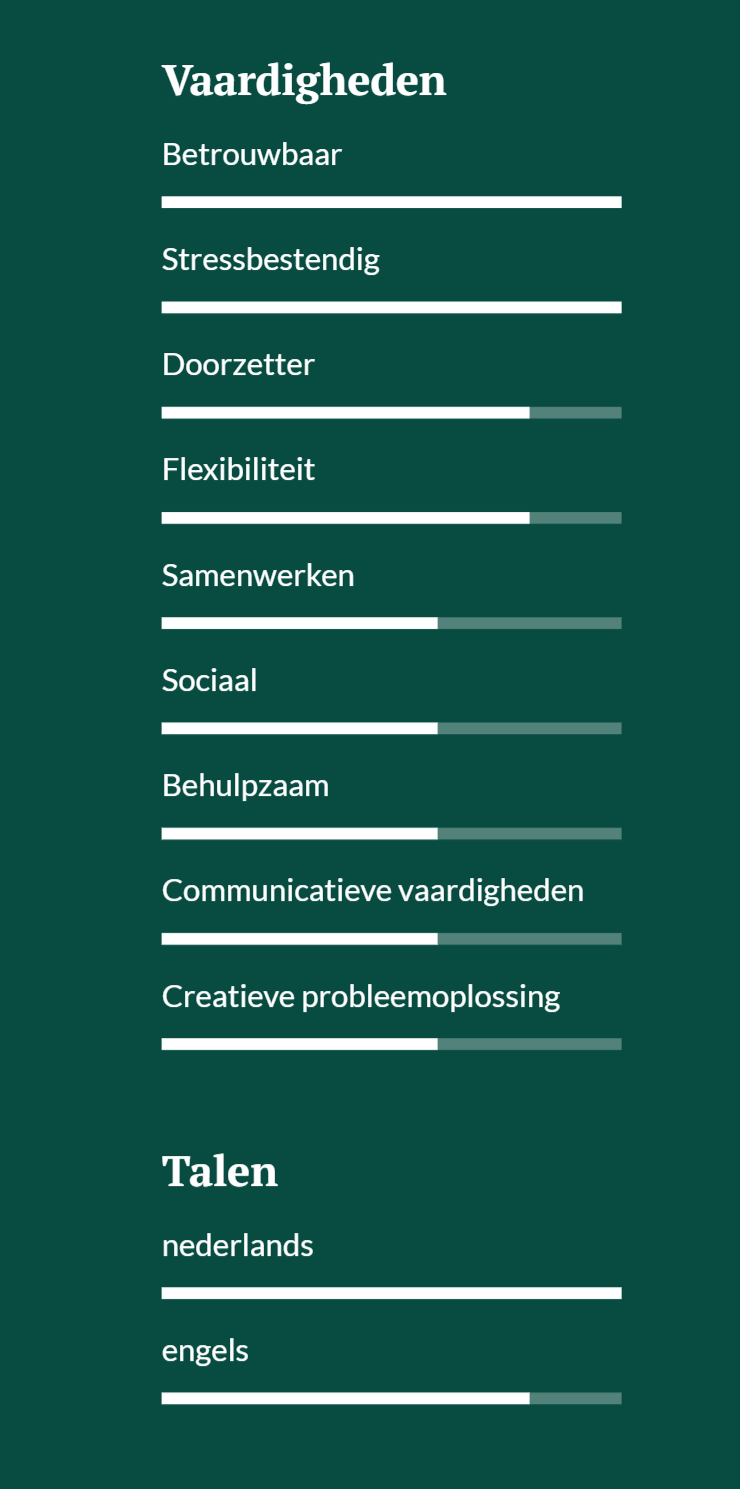 Vaardigheden
Betrouwbaar
Stressbestendig
Doorzetter
Flexibiliteit
Samenwerken
Sociaal
Behulpzaam
Communicatieve vaardigheden
Creatieve probleemoplossing
Talen
nederlands
engels